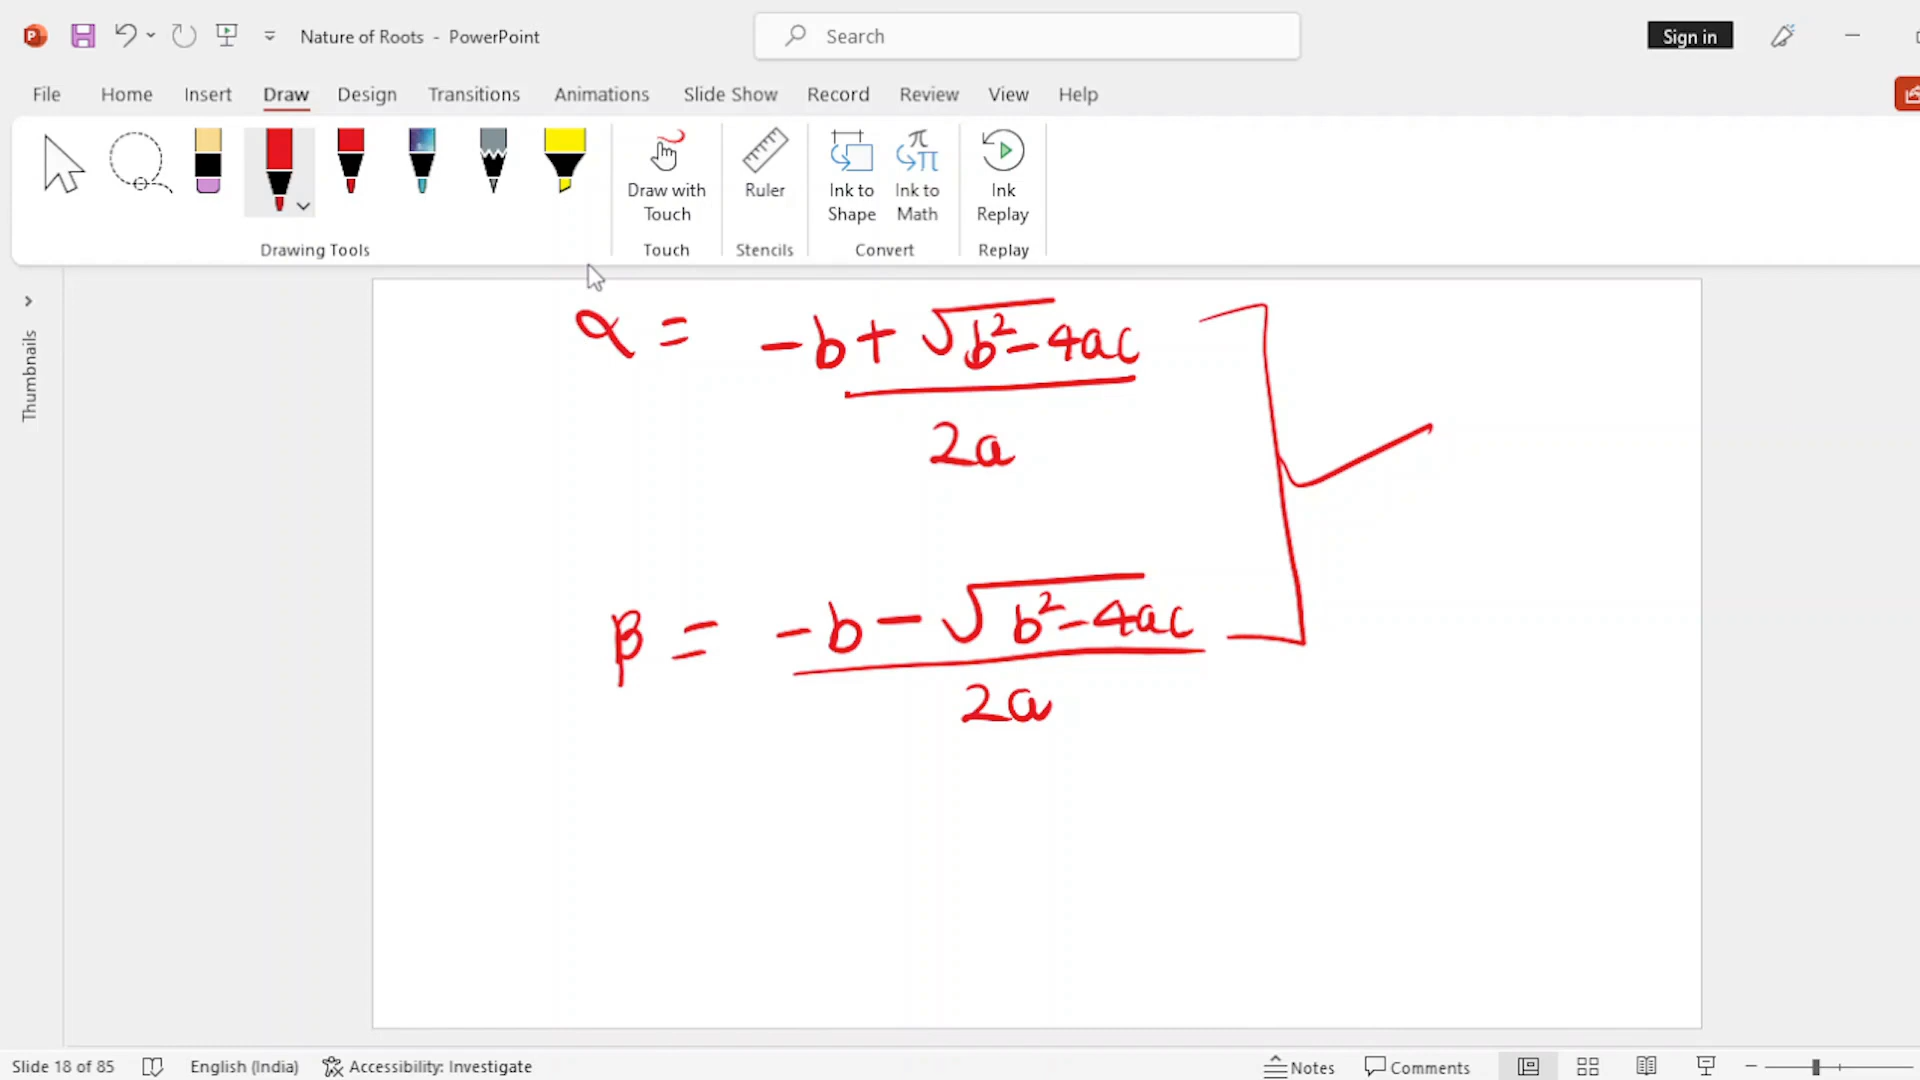 Nature of Roots - PowerPoint
Search
Sign in
File Home Insert Draw Design Transitions Animations Slide Show Record Review View Help
Draw with Touch
Ruler
Ink to Shape
Ink to Math
Ink Replay
Drawing Tools Touch Stencils Convert Replay
Thumbnails
α = -b + √b²-4ac
2a
β = -b - √b²-4ac
2a
Slide 18 of 85 English (India) Accessibility: Investigate Notes Comments